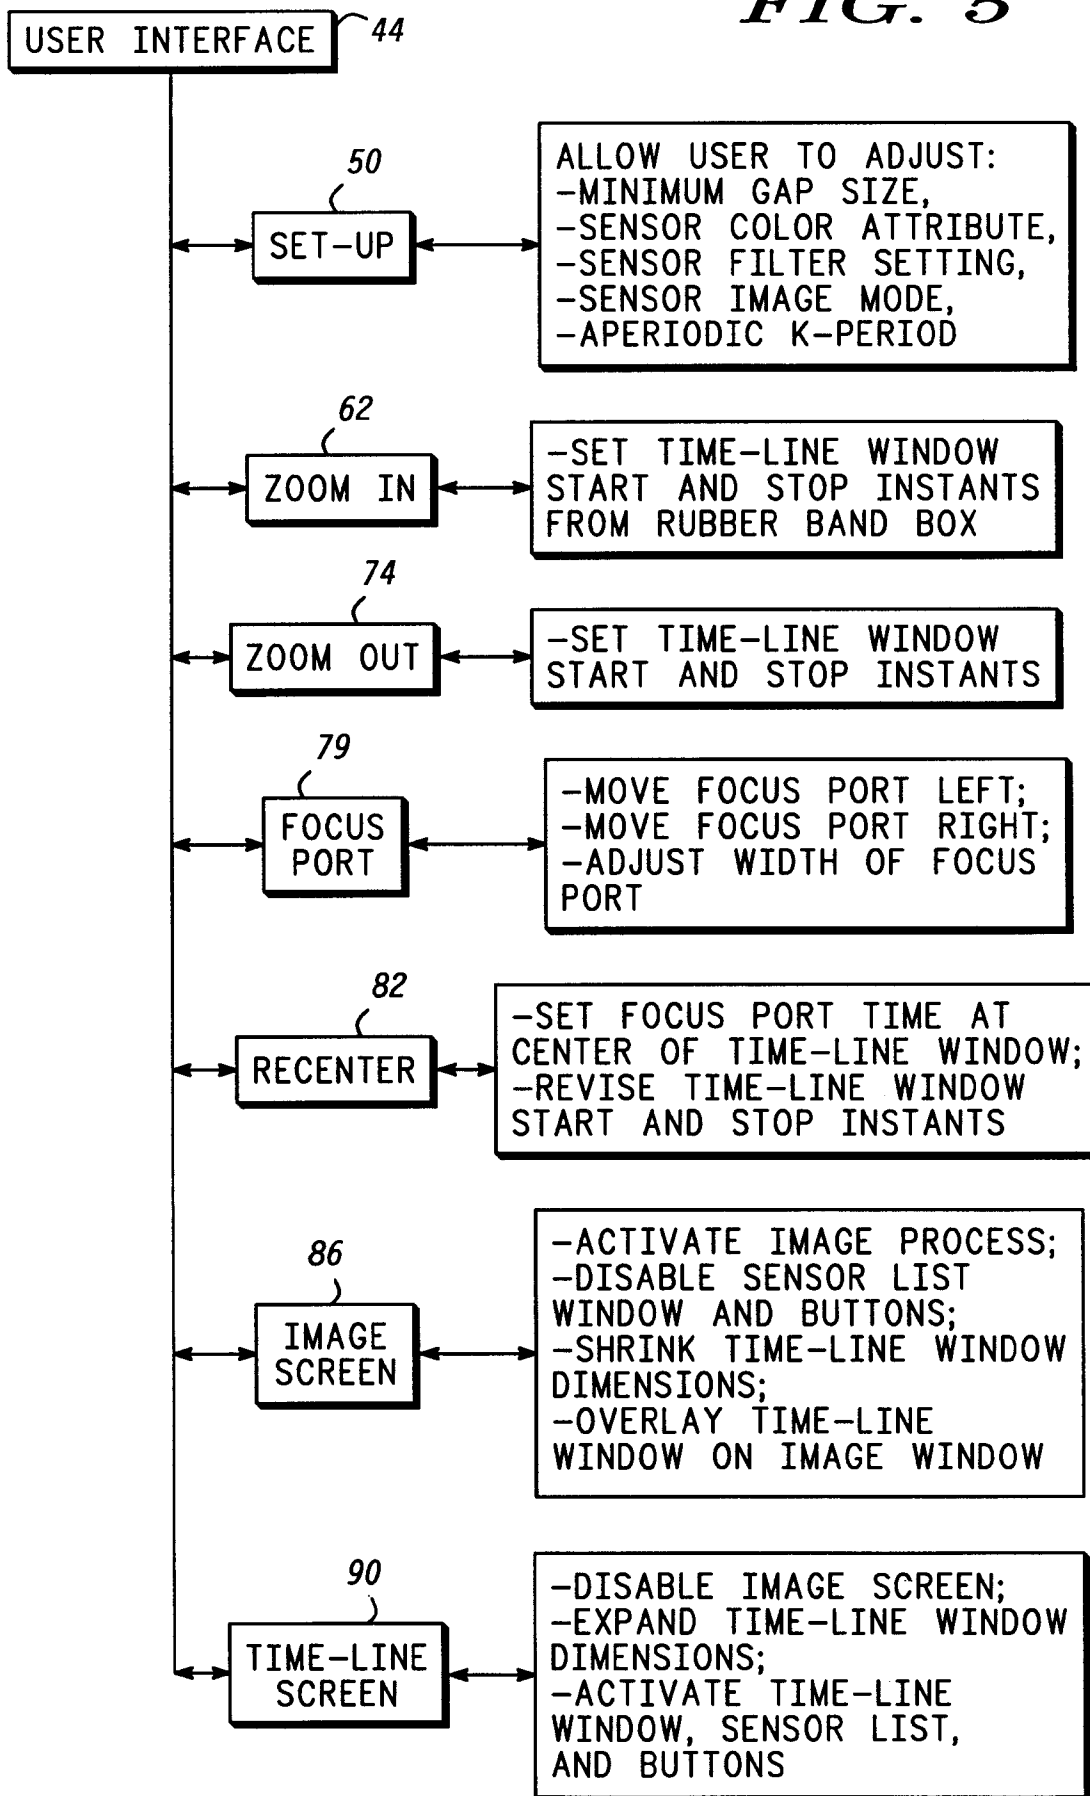 FIG. 5
USER INTERFACE
44
50
SET-UP
ALLOW USER TO ADJUST:
-MINIMUM GAP SIZE,
-SENSOR COLOR ATTRIBUTE,
-SENSOR FILTER SETTING,
-SENSOR IMAGE MODE,
-APERIODIC K-PERIOD
62
ZOOM IN
-SET TIME-LINE WINDOW
START AND STOP INSTANTS
FROM RUBBER BAND BOX
74
ZOOM OUT
-SET TIME-LINE WINDOW
START AND STOP INSTANTS
79
FOCUS
PORT
-MOVE FOCUS PORT LEFT;
-MOVE FOCUS PORT RIGHT;
-ADJUST WIDTH OF FOCUS
PORT
82
RECENTER
-SET FOCUS PORT TIME AT
CENTER OF TIME-LINE WINDOW;
-REVISE TIME-LINE WINDOW
START AND STOP INSTANTS
86
IMAGE
SCREEN
-ACTIVATE IMAGE PROCESS;
-DISABLE SENSOR LIST
WINDOW AND BUTTONS;
-SHRINK TIME-LINE WINDOW
DIMENSIONS;
-OVERLAY TIME-LINE
WINDOW ON IMAGE WINDOW
90
TIME-LINE
SCREEN
-DISABLE IMAGE SCREEN;
-EXPAND TIME-LINE WINDOW
DIMENSIONS;
-ACTIVATE TIME-LINE
WINDOW, SENSOR LIST,
AND BUTTONS